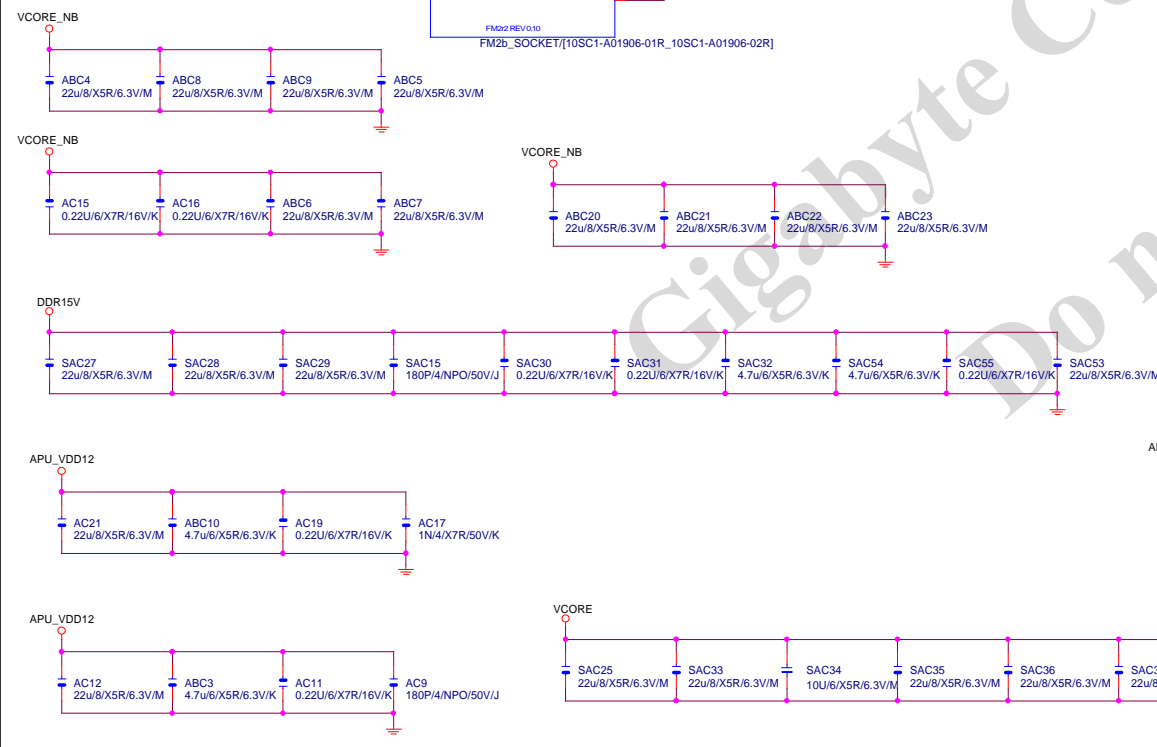 VCORE_NB
FM2r2 REV 0.10
FM2b_SOCKET/[10SC1-A01906-01R_10SC1-A01906-02R]
ABC4
22u/8/X5R/6.3V/M
ABC8
22u/8/X5R/6.3V/M
ABC9
22u/8/X5R/6.3V/M
ABC5
22u/8/X5R/6.3V/M
VCORE_NB
AC15
0.22U/6/X7R/16V/K
AC16
0.22U/6/X7R/16V/K
ABC6
22u/8/X5R/6.3V/M
ABC7
22u/8/X5R/6.3V/M
VCORE_NB
ABC20
22u/8/X5R/6.3V/M
ABC21
22u/8/X5R/6.3V/M
ABC22
22u/8/X5R/6.3V/M
ABC23
22u/8/X5R/6.3V/M
DDR15V
SAC27
22u/8/X5R/6.3V/M
SAC28
22u/8/X5R/6.3V/M
SAC29
22u/8/X5R/6.3V/M
SAC15
180P/4/NPO/50V/J
SAC30
0.22U/6/X7R/16V/K
SAC31
0.22U/6/X7R/16V/K
SAC32
4.7u/6/X5R/6.3V/K
SAC54
4.7u/6/X5R/6.3V/K
SAC55
0.22U/6/X7R/16V/K
SAC53
22u/8/X5R/6.3V/M
APU_VDD12
AC21
22u/8/X5R/6.3V/M
ABC10
4.7u/6/X5R/6.3V/K
AC19
0.22U/6/X7R/16V/K
AC17
1N/4/X7R/50V/K
APU_VDD12
AC12
22u/8/X5R/6.3V/M
ABC3
4.7u/6/X5R/6.3V/K
AC11
0.22U/6/X7R/16V/K
AC9
180P/4/NPO/50V/J
VCORE
SAC25
22u/8/X5R/6.3V/M
SAC33
22u/8/X5R/6.3V/M
SAC34
10U/6/X5R/6.3V/M
SAC35
22u/8/X5R/6.3V/M
SAC36
22u/8/X5R/6.3V/M
Gigabyte
Do